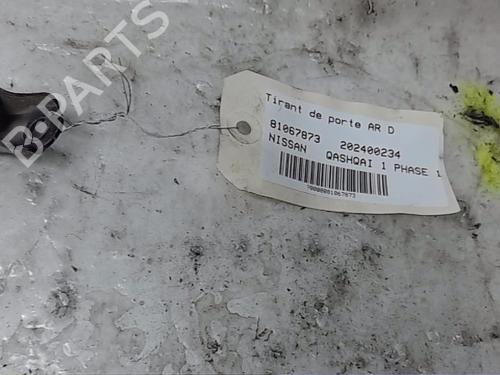 B-PARTS
Tirant de porte AR D
81067873 202400234
NISSAN QASHQAI 1 PHASE 1